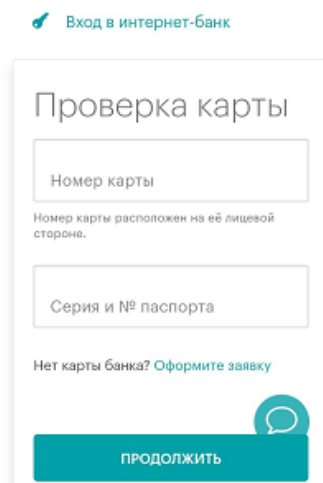 Вход в интернет-банк
Проверка карты
Номер карты
Номер карты расположен на её лицевой
стороне.
Серия и № паспорта
Нет карты банка? Оформите заявку
ПРОДОЛЖИТЬ